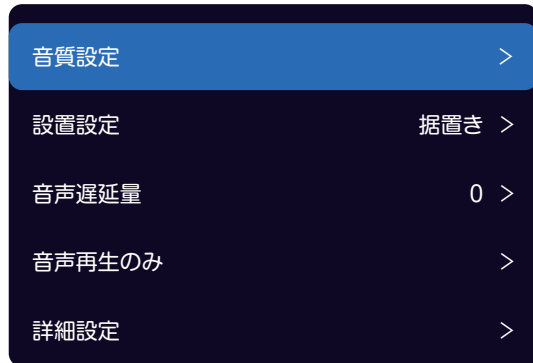 音質設定 >
設置設定 据置き >
音声遅延量 0 >
音声再生のみ >
詳細設定 >